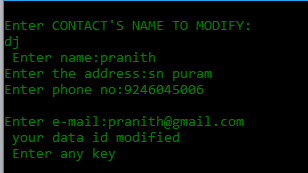 Enter CONTACT'S NAME TO MODIFY:
dj
Enter name:pranith
Enter the address:sn puram
Enter phone no:9246045006
Enter e-mail:pranith@gmail.com
your data id modified
Enter any key